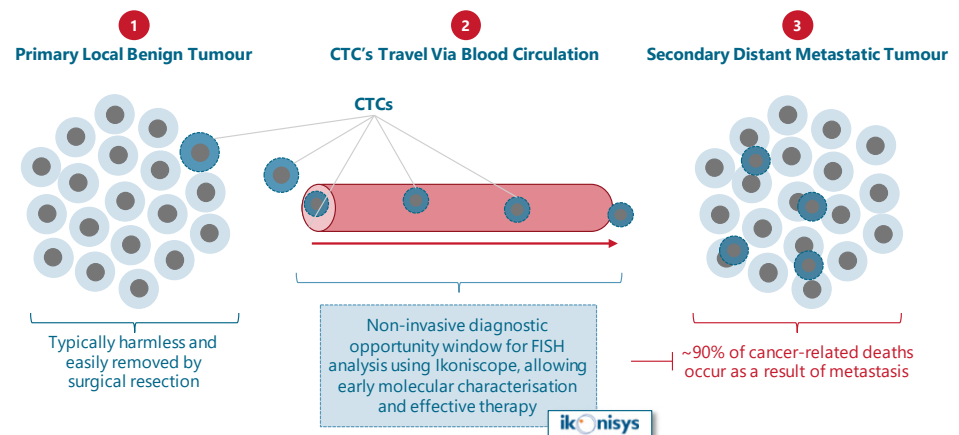 1
Primary Local Benign Tumour
2
CTC's Travel Via Blood Circulation
3
Secondary Distant Metastatic Tumour
CTCs
Typically harmless and
easily removed by
surgical resection
Non-invasive diagnostic
opportunity window for FISH
analysis using Ikoniscope, allowing
early molecular characterisation
and effective therapy
~90% of cancer-related deaths
occur as a result of metastasis
ikonisys